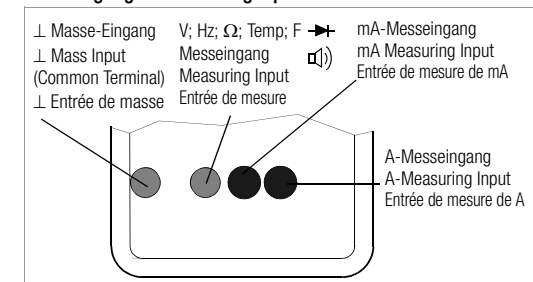 ⊥ Masse-Eingang
⊥ Mass Input
(Common Terminal)
⊥ Entrée de masse
V; Hz; Ω; Temp; F
Messeingang
Measuring Input
Entrée de mesure
mA-Messeingang
mA Measuring Input
Entrée de mesure de mA
A-Messeingang
A-Measuring Input
Entrée de mesure de A